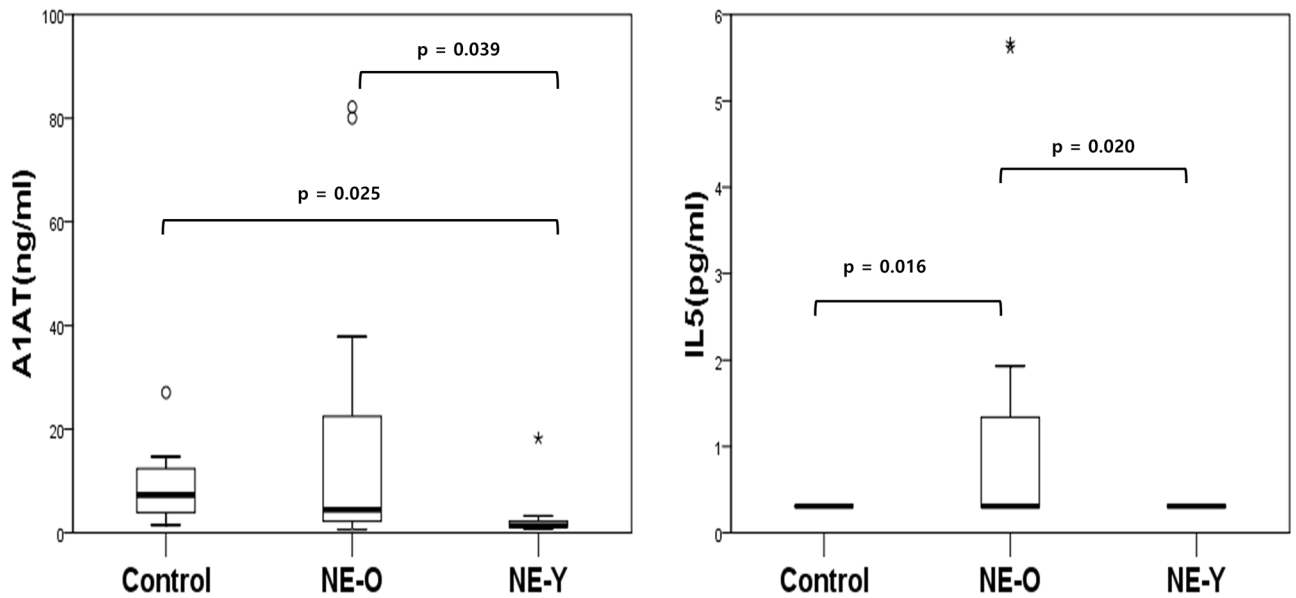 A1AT(ng/ml)
100
80
60
40
20
0
p = 0.039
p = 0.025
Control
NE-O
NE-Y
IL5(pg/ml)
6
5
4
3
2
1
0
p = 0.020
p = 0.016
Control
NE-O
NE-Y